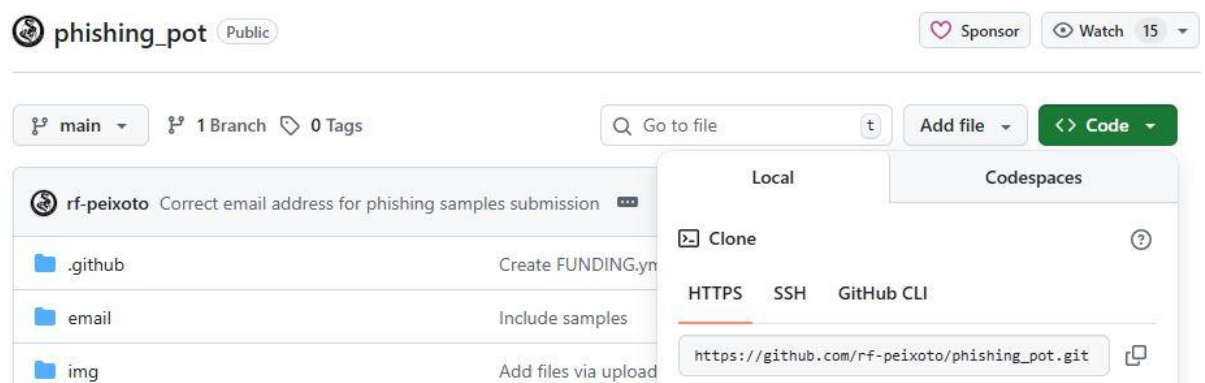 phishing_pot Public Sponsor Watch 15
main 1 Branch 0 Tags Go to file t Add file <> Code
Local Codespaces
rf-peixoto Correct email address for phishing samples submission
Clone
.github Create FUNDING.ym
HTTPS SSH GitHub CLI
email Include samples
https://github.com/rf-peixoto/phishing_pot.git
img Add files via upload